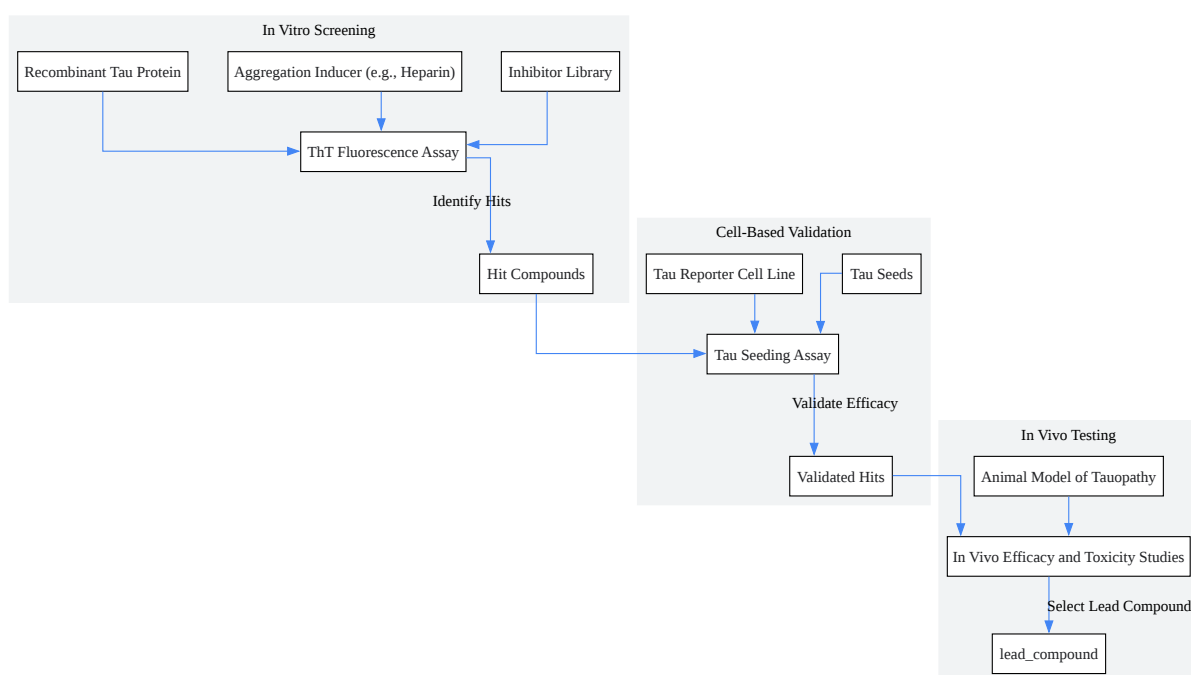 In Vitro Screening
Recombinant Tau Protein
Aggregation Inducer (e.g., Heparin)
Inhibitor Library
ThT Fluorescence Assay
Identify Hits
Hit Compounds
Cell-Based Validation
Tau Reporter Cell Line
Tau Seeds
Tau Seeding Assay
Validate Efficacy
Validated Hits
In Vivo Testing
Animal Model of Tauopathy
In Vivo Efficacy and Toxicity Studies
Select Lead Compound
lead_compound